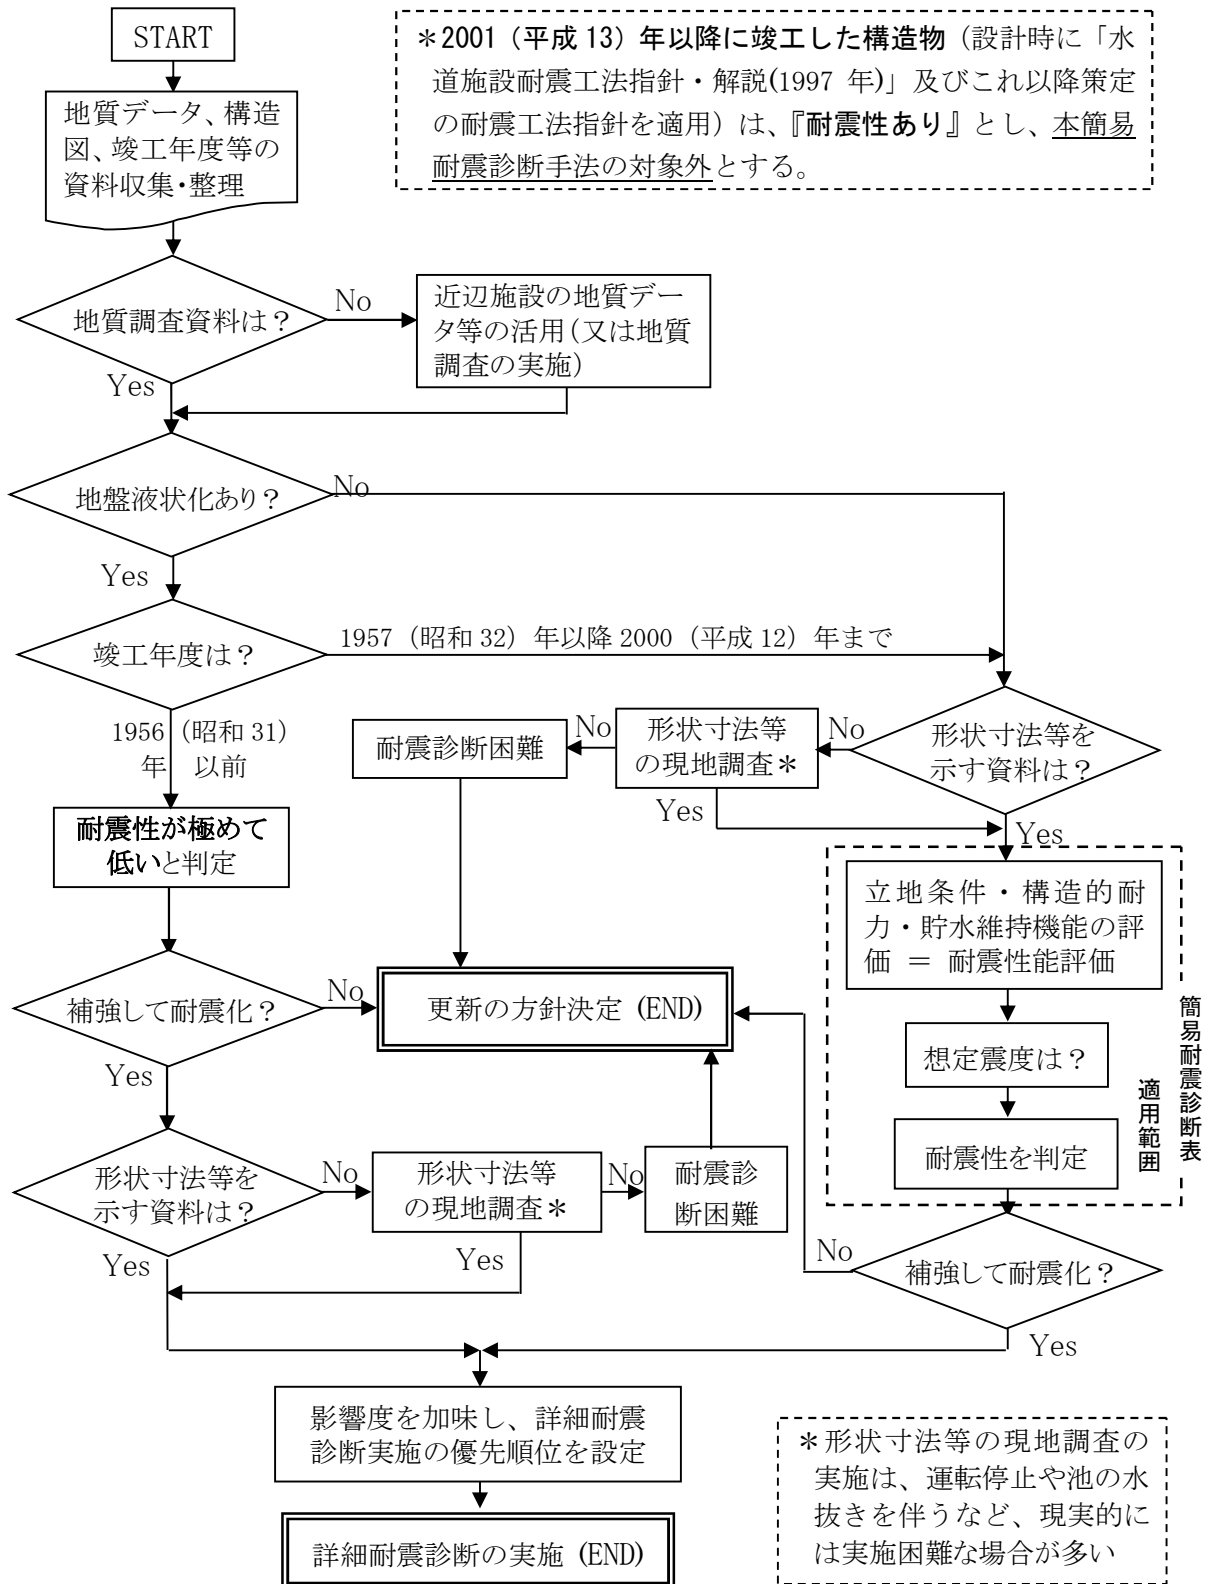 START
＊2001（平成13）年以降に竣工した構造物（設計時に「水
道施設耐震工法指針・解説(1997 年)」及びこれ以降策定
の耐震工法指針を適用）は、『耐震性あり』とし、本簡易
耐震診断手法の対象外とする。
地質データ、構造
図、竣工年度等の
資料収集・整理
地質調査資料は？
No
近辺施設の地質デー
タ等の活用（又は地質
調査の実施）
Yes
地盤液状化あり？
No
Yes
竣工年度は？
1957（昭和 32）年以降 2000（平成 12）年まで
1956（昭和 31）
年　以前
耐震性が極めて
低いと判定
形状寸法等を
示す資料は？
No
形状寸法等
の現地調査＊
No
耐震診断困難
Yes
Yes
立地条件・構造的耐
力・貯水維持機能の評
価 ＝ 耐震性能評価
想定震度は？
耐震性を判定
簡易耐震診断表
適用範囲
補強して耐震化？
No
更新の方針決定 (END)
Yes
形状寸法等を
示す資料は？
No
形状寸法等
の現地調査＊
No
耐震診
断困難
Yes
Yes
補強して耐震化？
No
Yes
影響度を加味し、詳細耐震
診断実施の優先順位を設定
詳細耐震診断の実施 (END)
＊形状寸法等の現地調査の
実施は、運転停止や池の水
抜きを伴うなど、現実的に
は実施困難な場合が多い